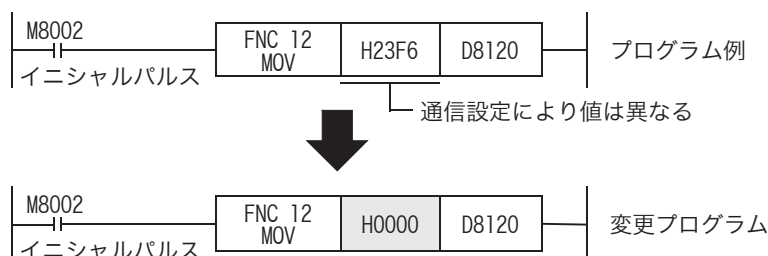 M8002
イニシャルパルス
FNC 12
MOV
H23F6
D8120
プログラム例
通信設定により値は異なる
M8002
イニシャルパルス
FNC 12
MOV
H0000
D8120
変更プログラム